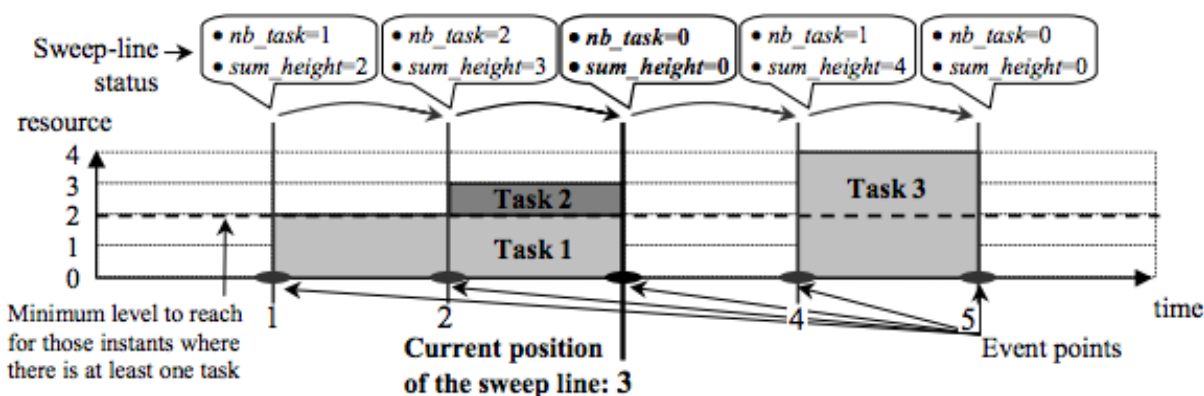 Sweep-line
status
• nb_task=1
• sum_height=2
• nb_task=2
• sum_height=3
• nb_task=0
• sum_height=0
• nb_task=1
• sum_height=4
• nb_task=0
• sum_height=0
resource
4
3
2
1
0
Task 2
Task 1
Task 3
1
2
4
5
time
Minimum level to reach
for those instants where
there is at least one task
Current position
of the sweep line: 3
Event points